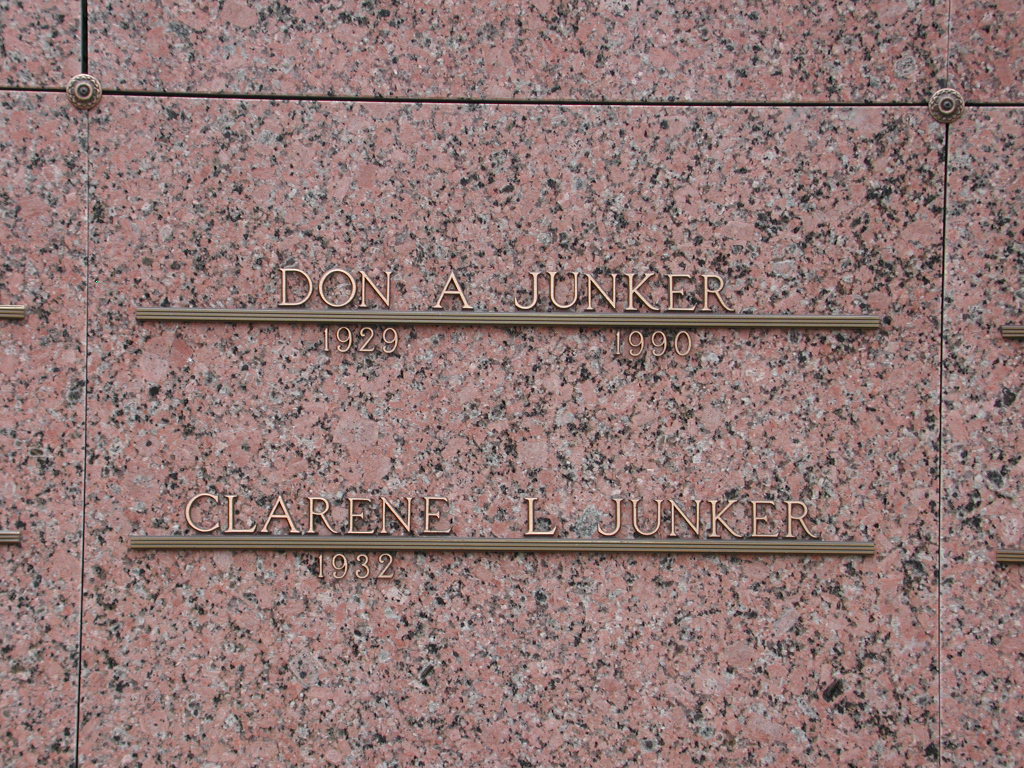 DON A JUNKER
1929 1990
CLARENE L JUNKER
1932